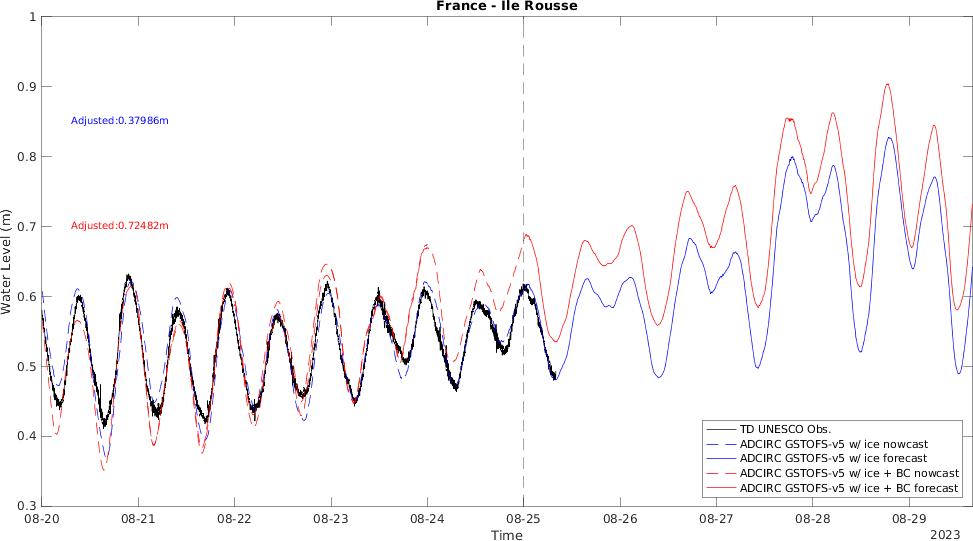 France - Ile Rousse
1
0.9
0.8
0.7
0.6
0.5
0.4
0.3
Water Level (m)
Adjusted:0.37986m
Adjusted:0.72482m
TD UNESCO Obs.
ADCIRC GSTOFS-v5 w/ ice nowcast
ADCIRC GSTOFS-v5 w/ ice forecast
ADCIRC GSTOFS-v5 w/ ice + BC nowcast
ADCIRC GSTOFS-v5 w/ ice + BC forecast
08-20 08-21 08-22 08-23 08-24 08-25 08-26 08-27 08-28 08-29
Time
2023